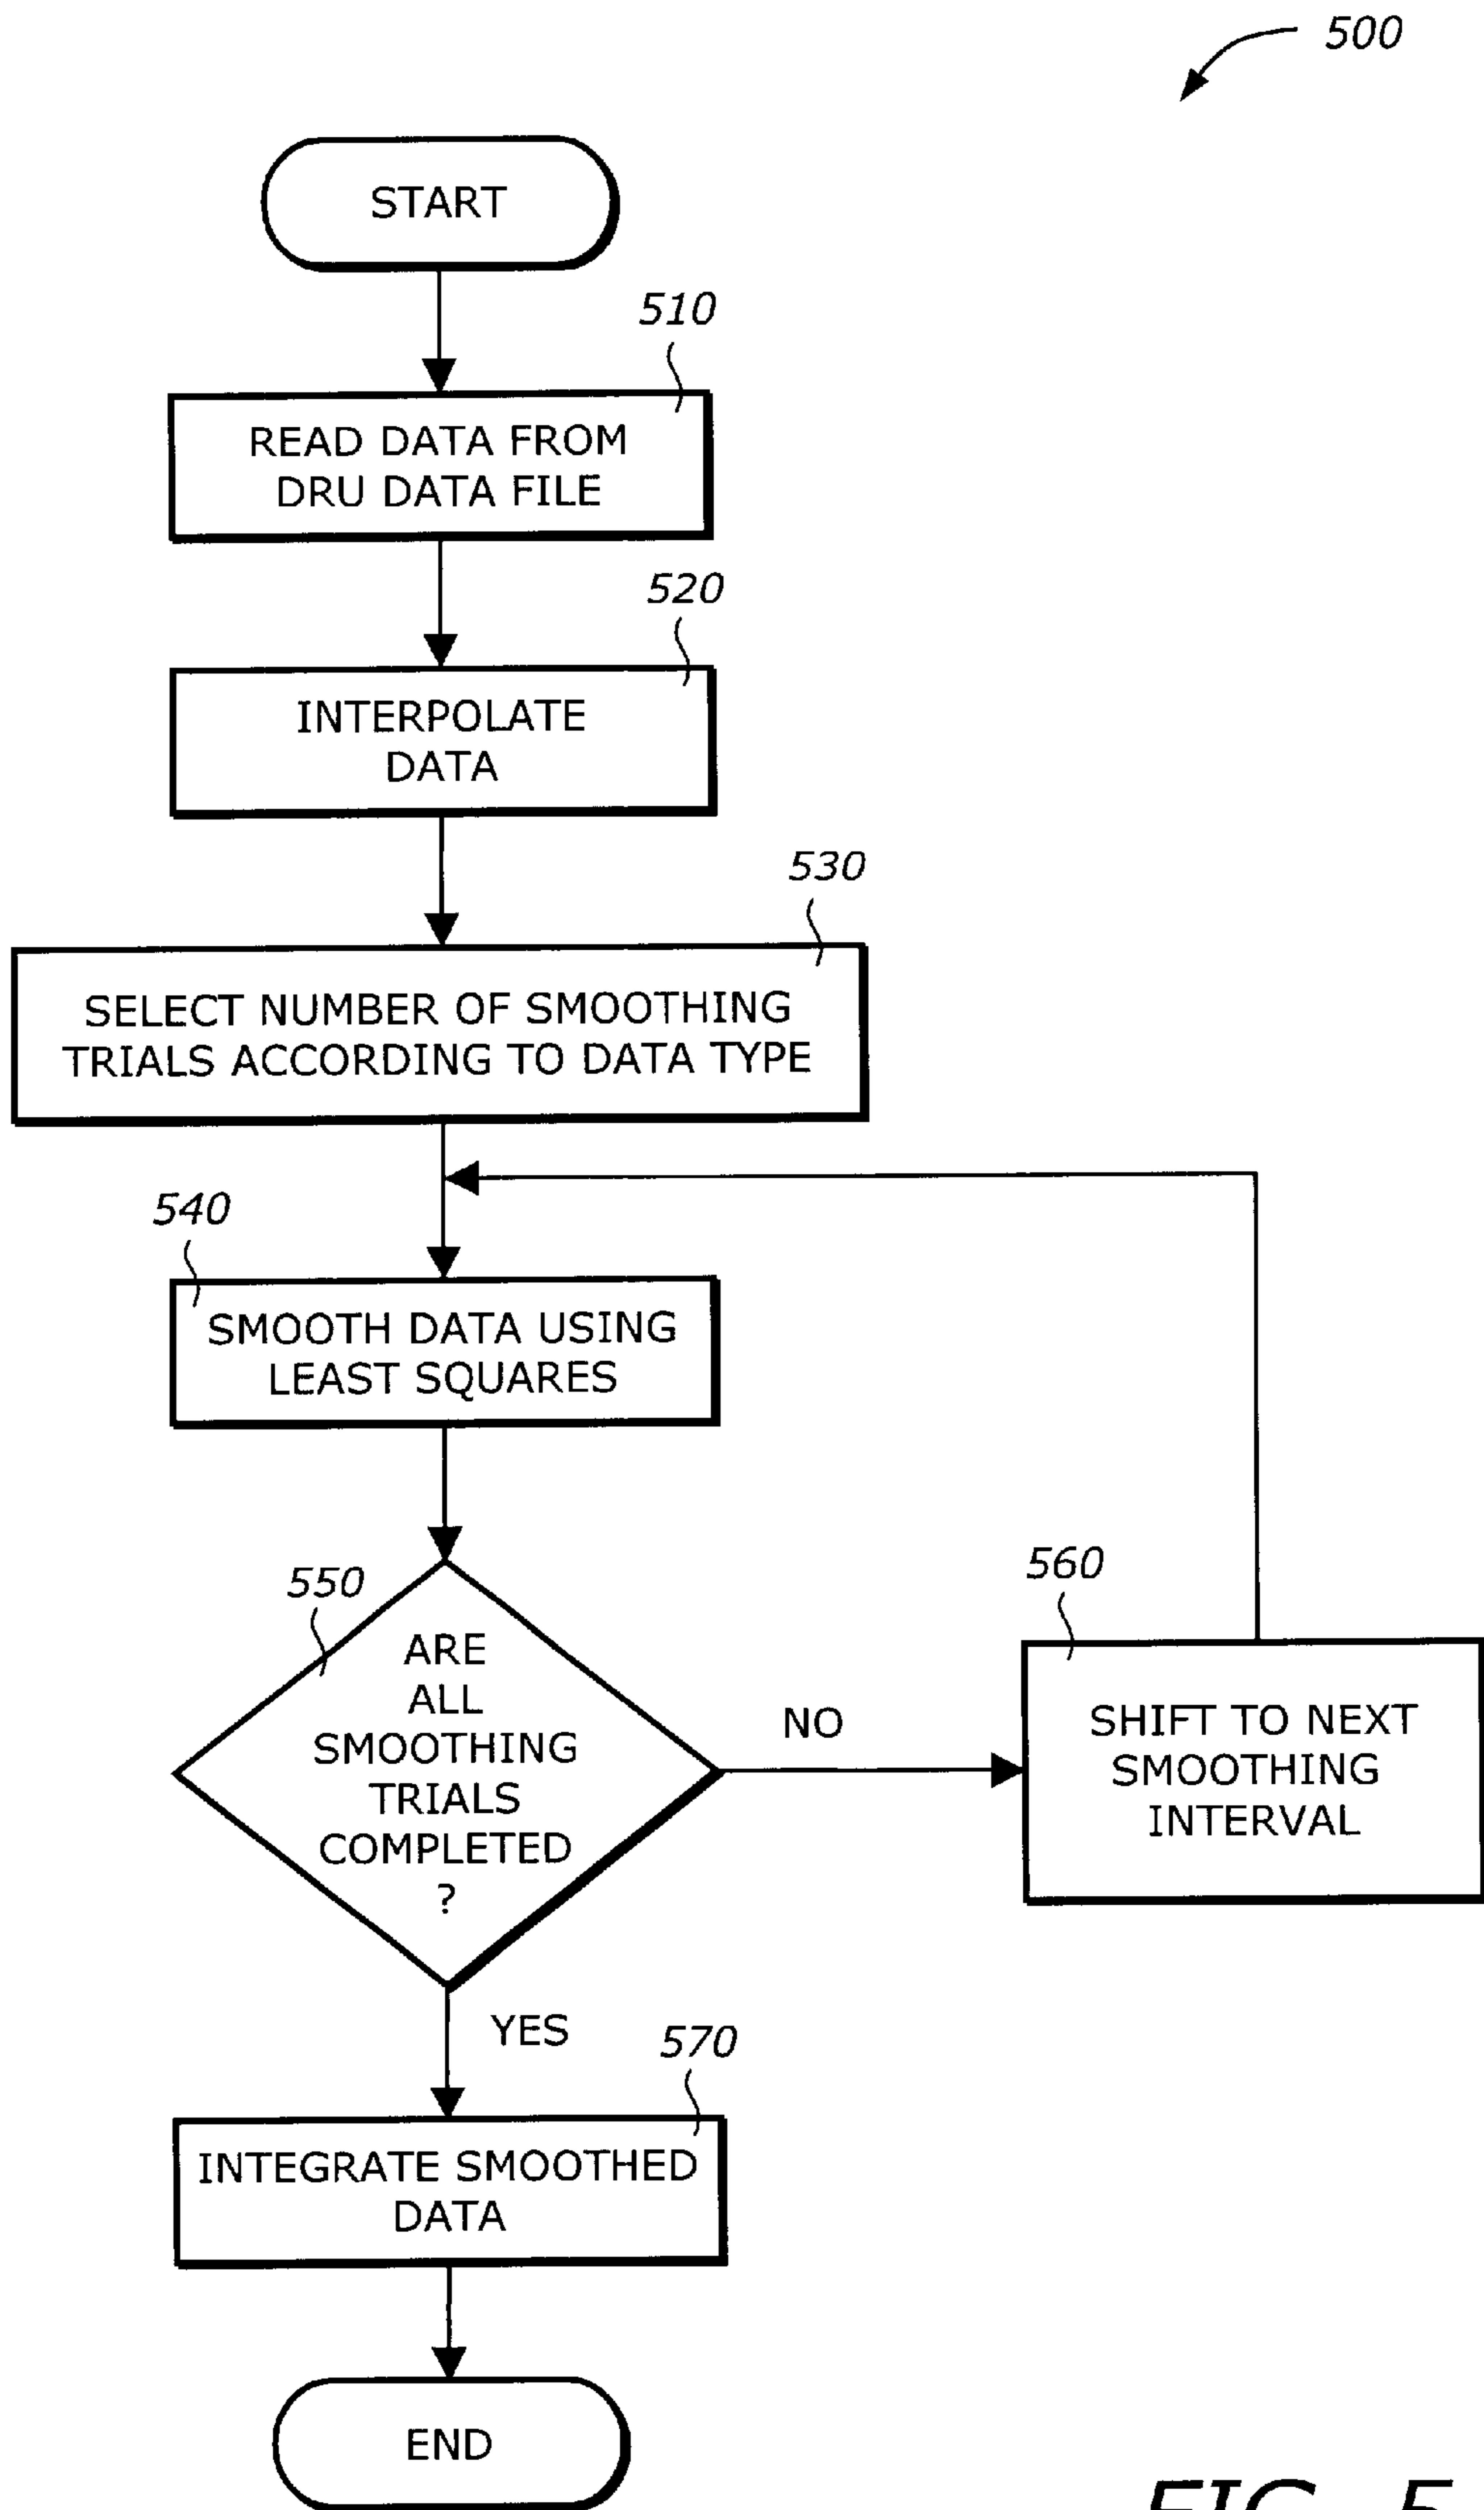 500
START
510
READ DATA FROM
DRU DATA FILE
520
INTERPOLATE
DATA
530
SELECT NUMBER OF SMOOTHING
TRIALS ACCORDING TO DATA TYPE
540
SMOOTH DATA USING
LEAST SQUARES
550
ARE
ALL
SMOOTHING
TRIALS
COMPLETED
?
NO
560
SHIFT TO NEXT
SMOOTHING
INTERVAL
YES
570
INTEGRATE SMOOTHED
DATA
END
FIG. 5